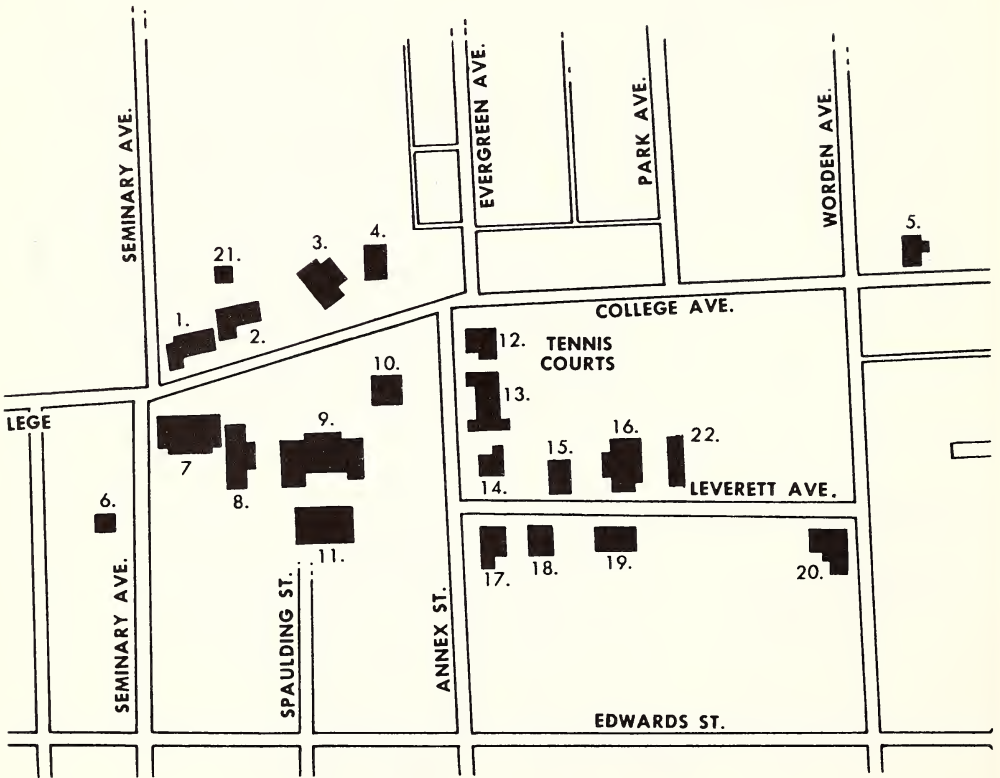 SEMINARY AVE.
EVERGREEN AVE.
PARK AVE.
WORDEN AVE.
5.
4.
3.
21.
COLLEGE AVE.
1.
2.
12.
TENNIS
COURTS
10.
13.
LEGE
9.
16.
22.
15.
7
8.
14.
LEVERETT AVE.
6.
11.
17.
18.
19.
20.
SEMINARY AVE.
SPAULDING ST.
ANNEX ST.
EDWARDS ST.